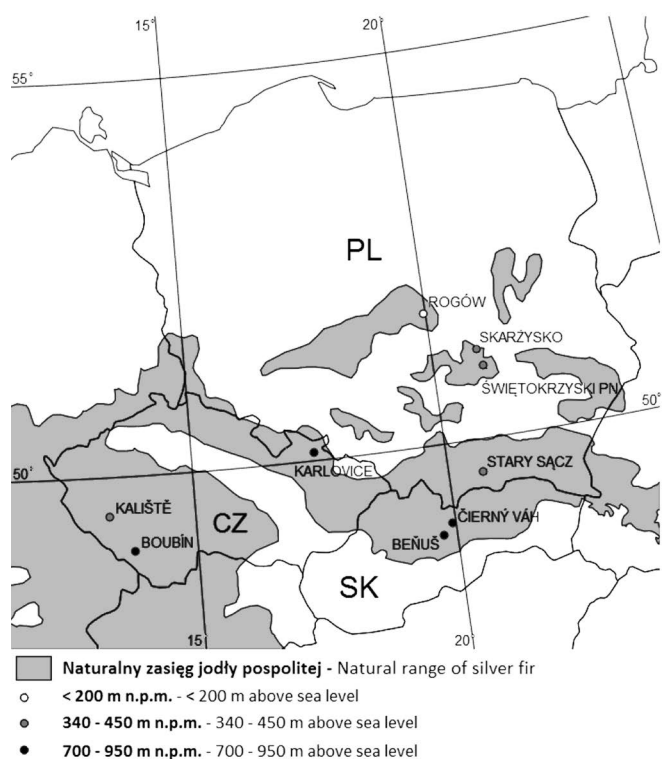 15°
20°
55°
PL
ROGÓW
SKARŻYSKO
ŚWIĘTOKRZYSKI PN
50°
50°
KARLOVICE
STARY SĄCZ
KALIŠTĚ
CZ
ČIERNÝ VÁH
BOUBÍN
BEŇUŠ
SK
15°
20°
Naturalny zasięg jodły pospolitej - Natural range of silver fir
< 200 m n.p.m. - < 200 m above sea level
340 - 450 m n.p.m. - 340 - 450 m above sea level
700 - 950 m n.p.m. - 700 - 950 m above sea level